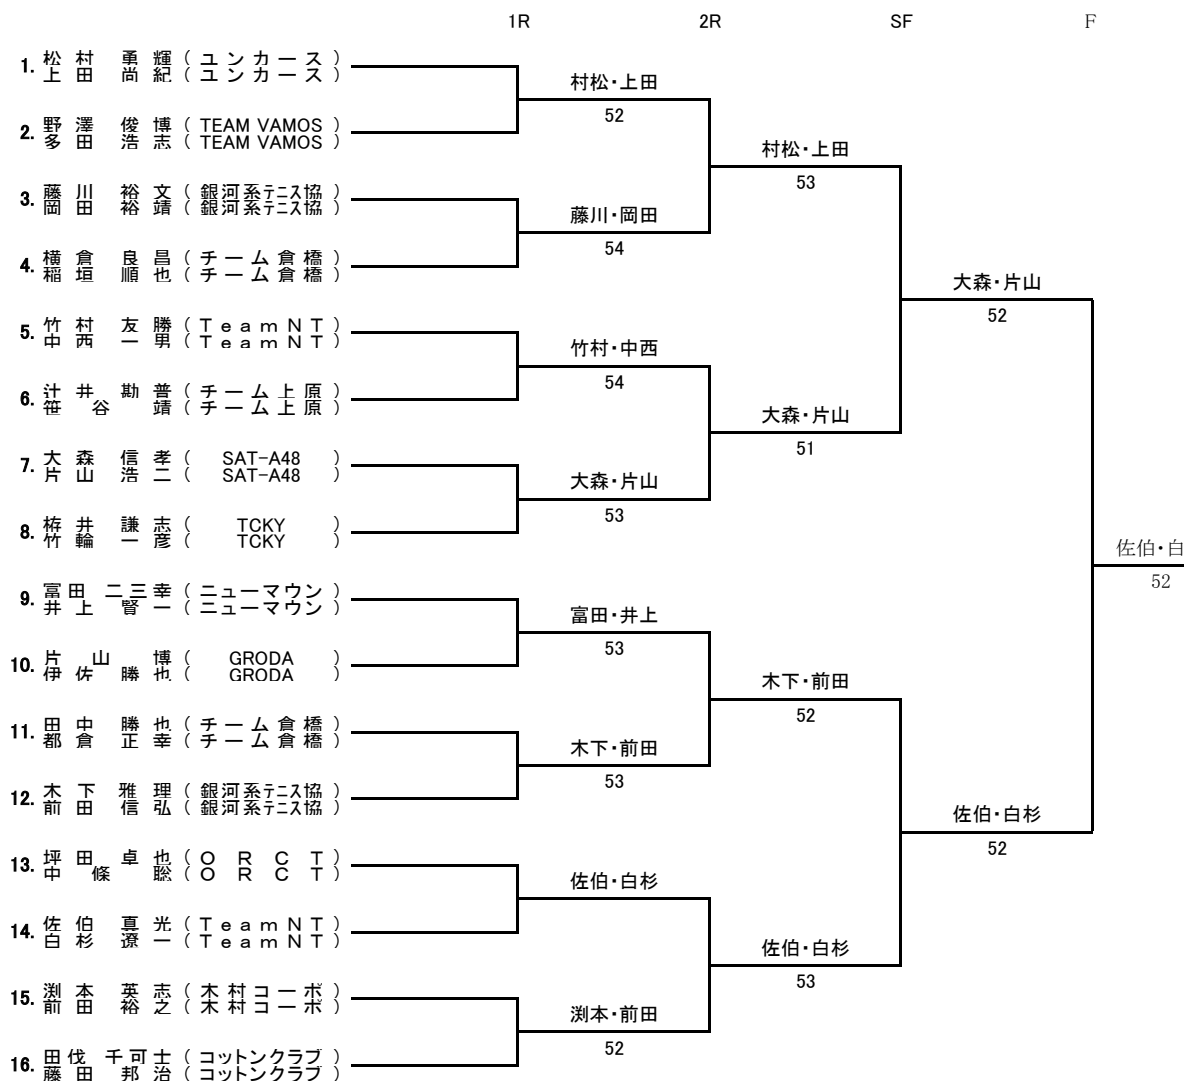 1R 2R SF F
1. 松村 勇輝 ( ユンカース )
上田 尚紀 ( ユンカース )
村松・上田
52
2. 野澤 俊博 ( TEAM VAMOS )
多田 浩志 ( TEAM VAMOS )
村松・上田
53
3. 藤川 裕文 ( 銀河系テニス協 )
岡田 裕靖 ( 銀河系テニス協 )
藤川・岡田
54
4. 横倉 良昌 ( チーム倉橋 )
稲垣 順也 ( チーム倉橋 )
大森・片山
52
5. 竹村 友勝 ( TeamNT )
中西 一男 ( TeamNT )
竹村・中西
54
6. 辻井 勘普 ( チーム上原 )
笹谷 靖 ( チーム上原 )
大森・片山
51
7. 大森 信孝 ( SAT-A48 )
片山 浩二 ( SAT-A48 )
大森・片山
53
8. 栫井 謙志 ( TCKY )
竹輪 一彦 ( TCKY )
佐伯・白
52
9. 富田 二三幸 ( ニューマウン )
井上 賢一 ( ニューマウン )
富田・井上
53
10. 片山 博 ( GRODA )
伊佐 勝也 ( GRODA )
木下・前田
52
11. 田中 勝也 ( チーム倉橋 )
都倉 正幸 ( チーム倉橋 )
木下・前田
53
12. 木下 雅理 ( 銀河系テニス協 )
前田 信弘 ( 銀河系テニス協 )
佐伯・白杉
52
13. 坪田 卓也 ( ORCT )
中條 聡 ( ORCT )
佐伯・白杉
14. 佐伯 真光 ( TeamNT )
白杉 遼一 ( TeamNT )
佐伯・白杉
53
15. 渕本 英志 ( 木村コーポ )
前田 裕之 ( 木村コーポ )
渕本・前田
52
16. 田伐 千可士 ( コットンクラブ )
藤田 邦治 ( コットンクラブ )